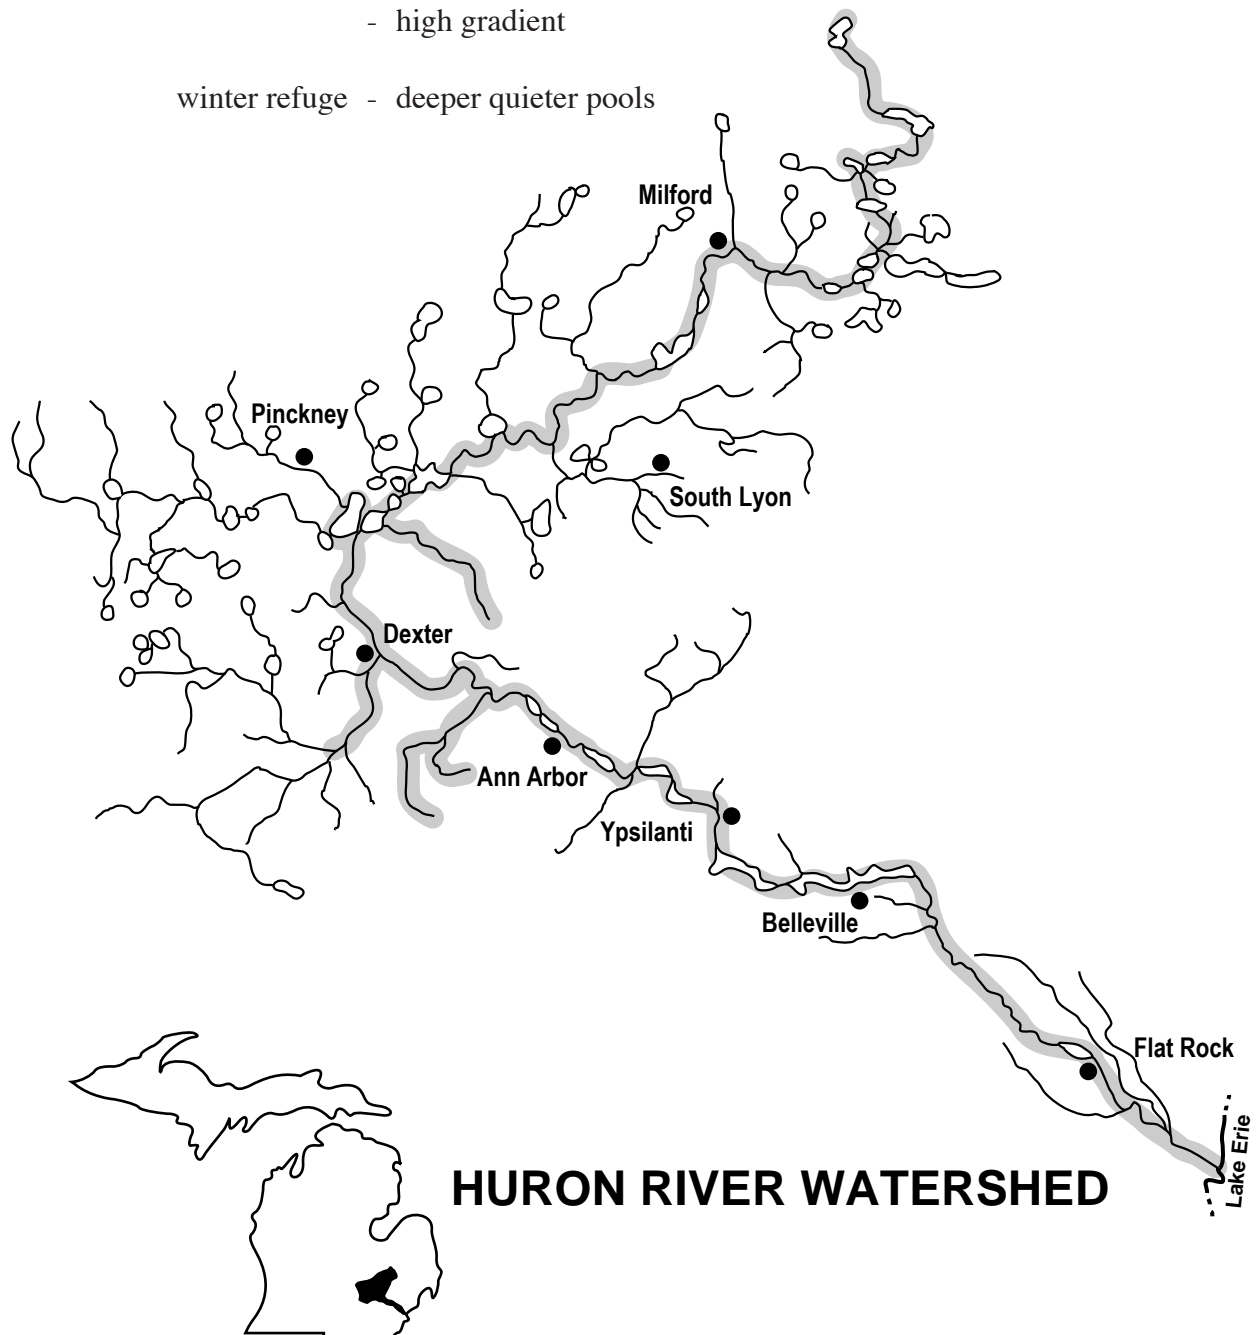 - high gradient
winter refuge - deeper quieter pools
Milford
Pinckney
South Lyon
Dexter
Ann Arbor
Ypsilanti
Belleville
Flat Rock
Lake Erie
HURON RIVER WATERSHED